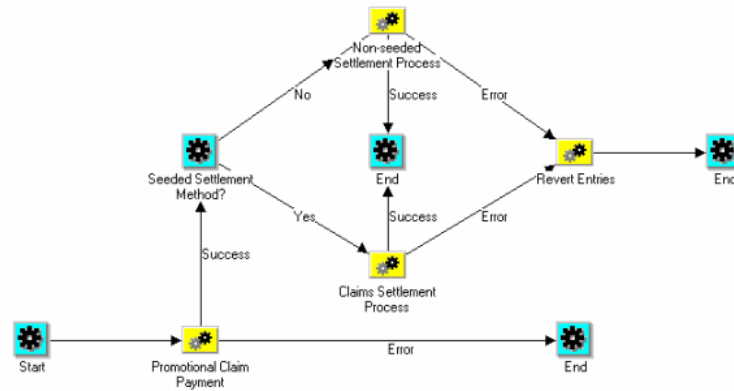 Non-seeded
Settlement Process
No
Success
Error
Seeded Settlement
Method?
End
Revert Entries
End
Yes
Success
Error
Success
Claims Settlement
Process
Start
Promotional Claim
Payment
Error
End